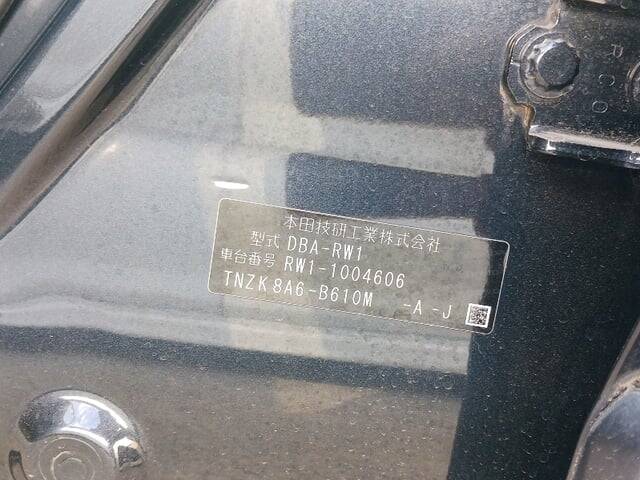 本田技研工業株式会社
型式 DBA-RW1
車台番号 RW1-1004606
TNZK8A6-B610M -A -J